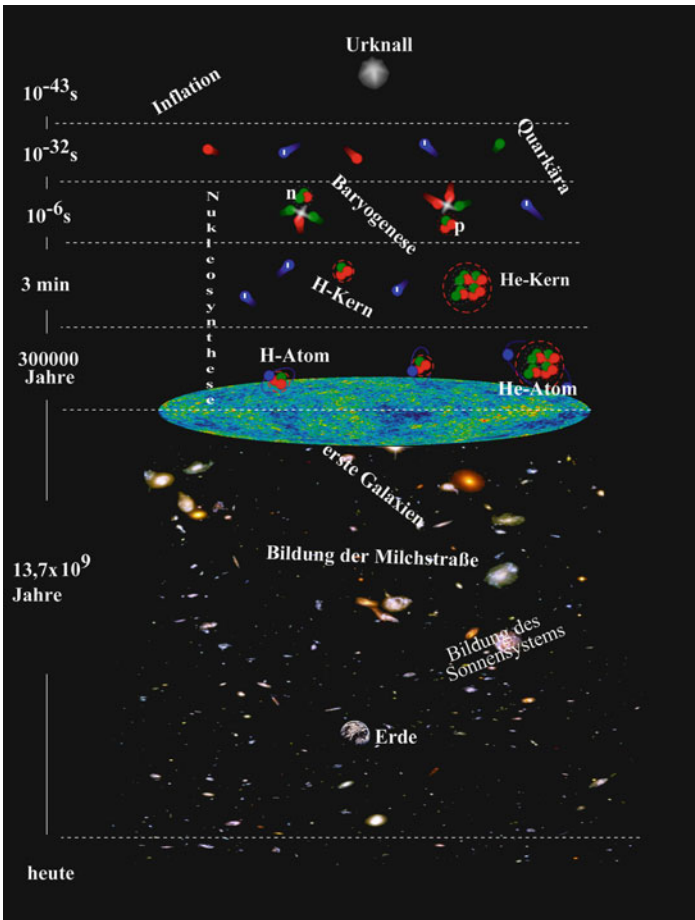 Urknall
10-43s
Inflation
10-32s
Quarkära
Nukleosynthese
n
Baryogenese
10-6s
p
3 min
H-Kern
He-Kern
300000
Jahre
H-Atom
He-Atom
erste Galaxien
Bildung der Milchstraße
13,7x109
Jahre
Bildung des
Sonnensystems
Erde
heute